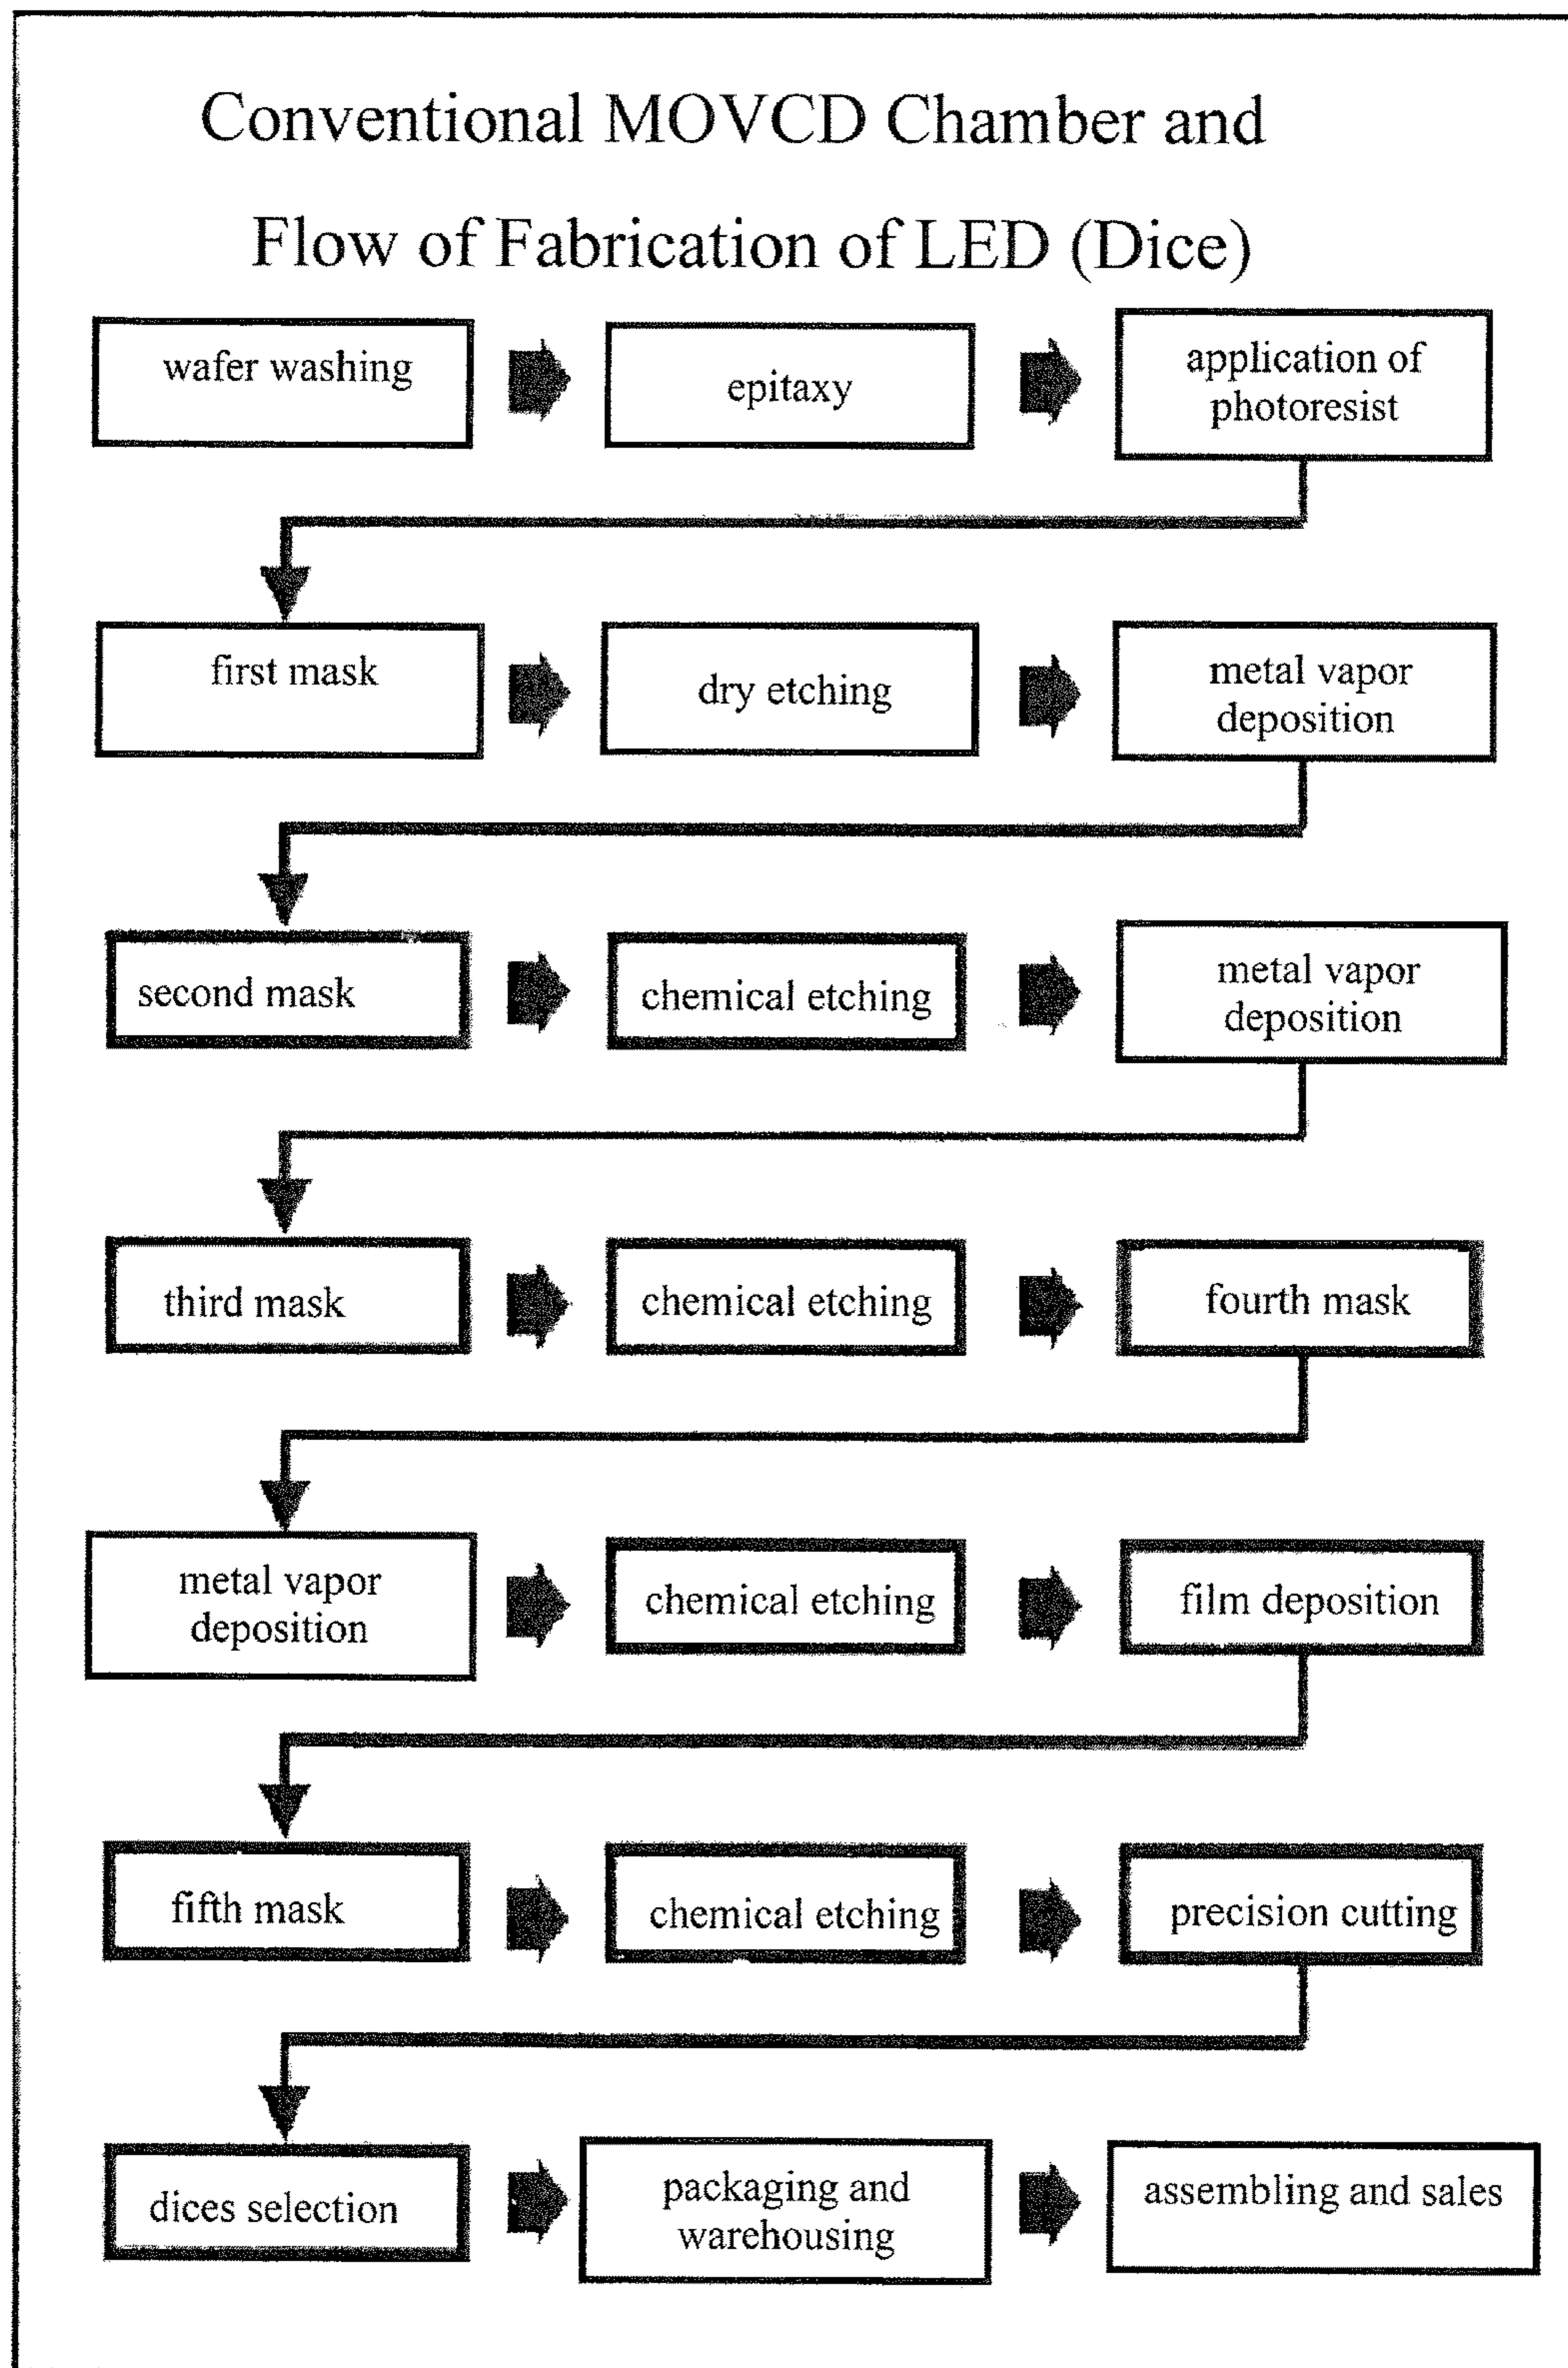 Conventional MOVCD Chamber and
Flow of Fabrication of LED (Dice)
wafer washing
epitaxy
application of
photoresist
first mask
dry etching
metal vapor
deposition
second mask
chemical etching
metal vapor
deposition
third mask
chemical etching
fourth mask
metal vapor
deposition
chemical etching
film deposition
fifth mask
chemical etching
precision cutting
dices selection
packaging and
warehousing
assembling and sales